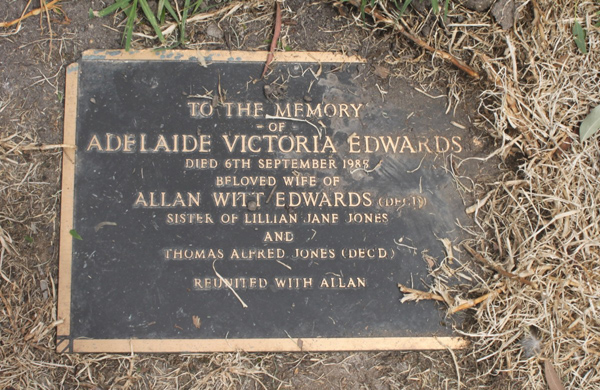 TO THE MEMORY
- OF -
ADELAIDE VICTORIA EDWARDS
DIED 6TH SEPTEMBER
BELOVED WIFE OF
ALLAN WITT EDWARDS (DEC'D)
SISTER OF LILLIAN JANE JONES
AND
THOMAS ALFRED JONES (DEC'D)
REUNITED WITH ALLAN